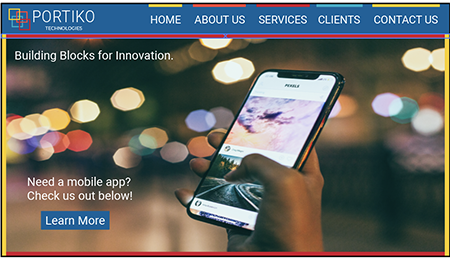 PORTIKO
TECHNOLOGIES
HOME
ABOUT US
SERVICES
CLIENTS
CONTACT US
Building Blocks for Innovation.
PEXELS
Need a mobile app?
Check us out below!
Learn More